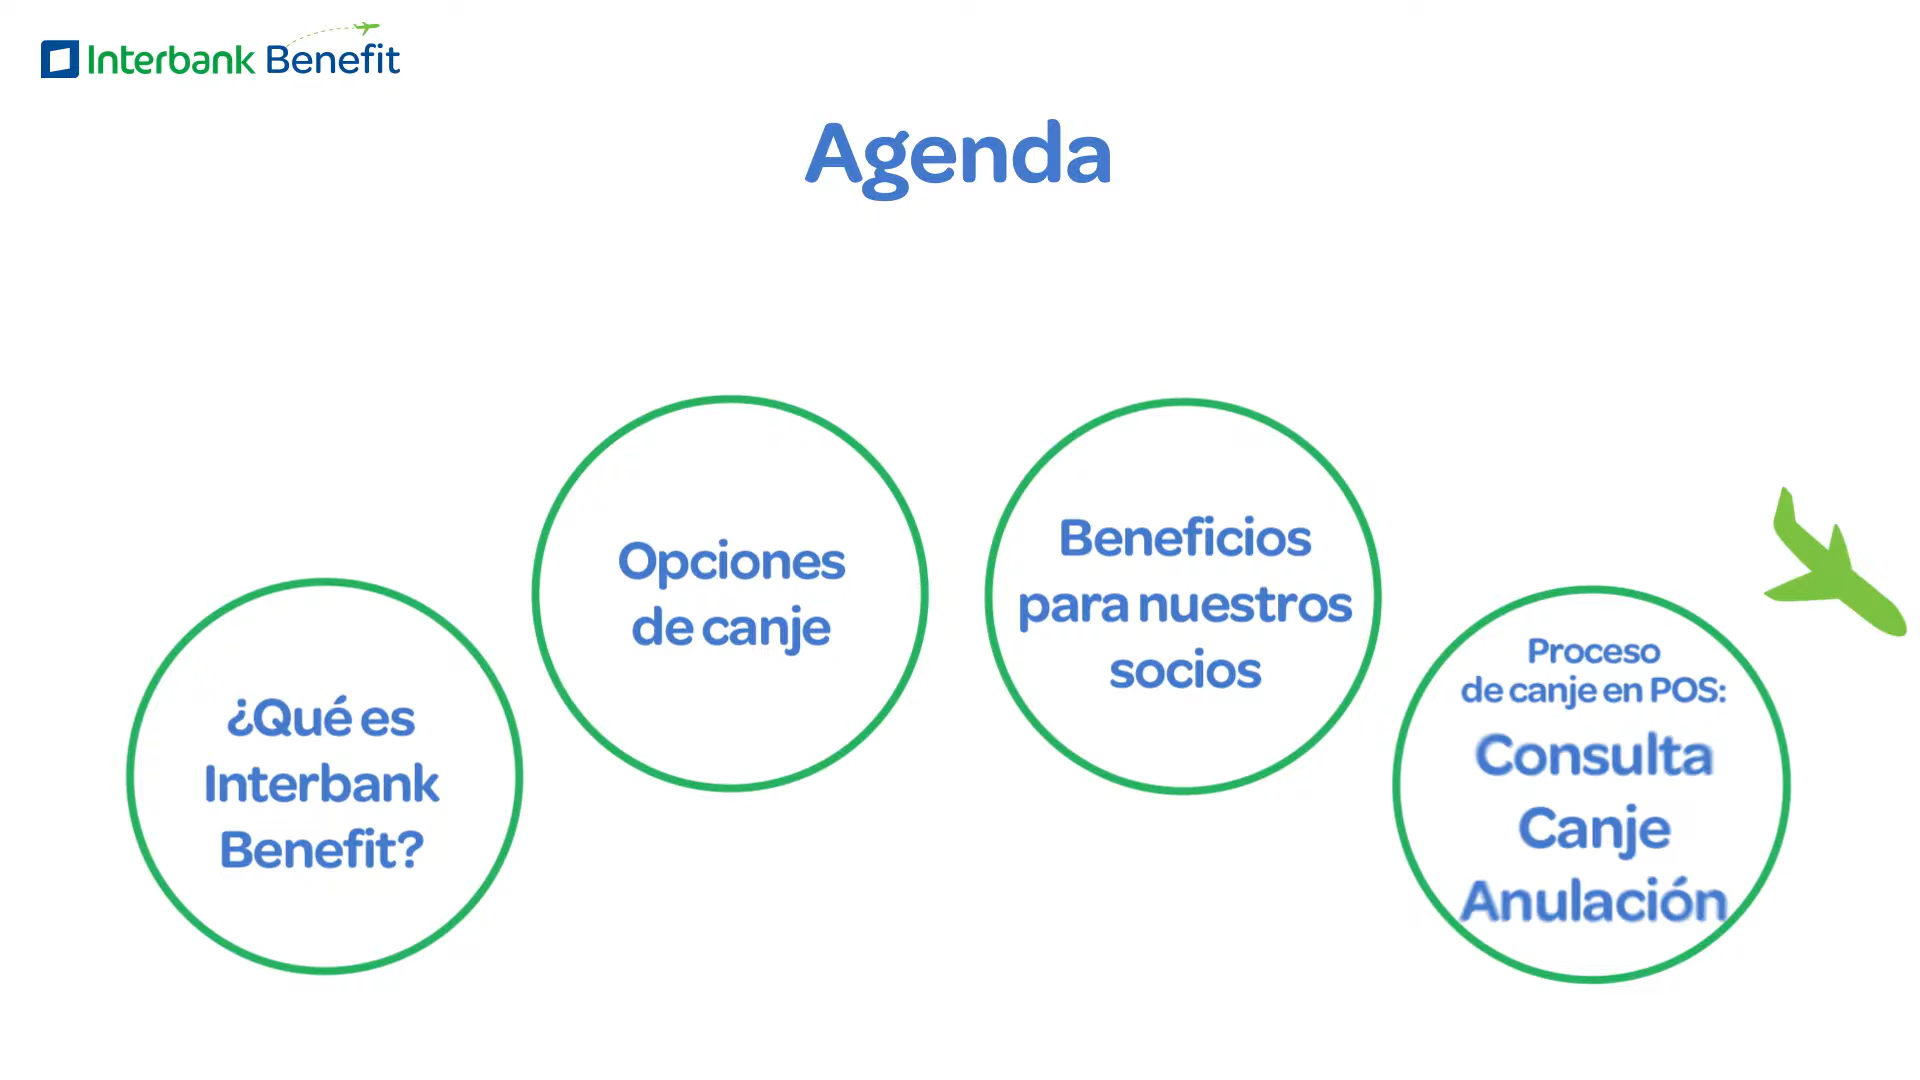 Interbank Benefit
Agenda
¿Qué es
Interbank
Benefit?
Opciones
de canje
Beneficios
para nuestros
socios
Proceso
de canje en POS:
Consulta
Canje
Anulación